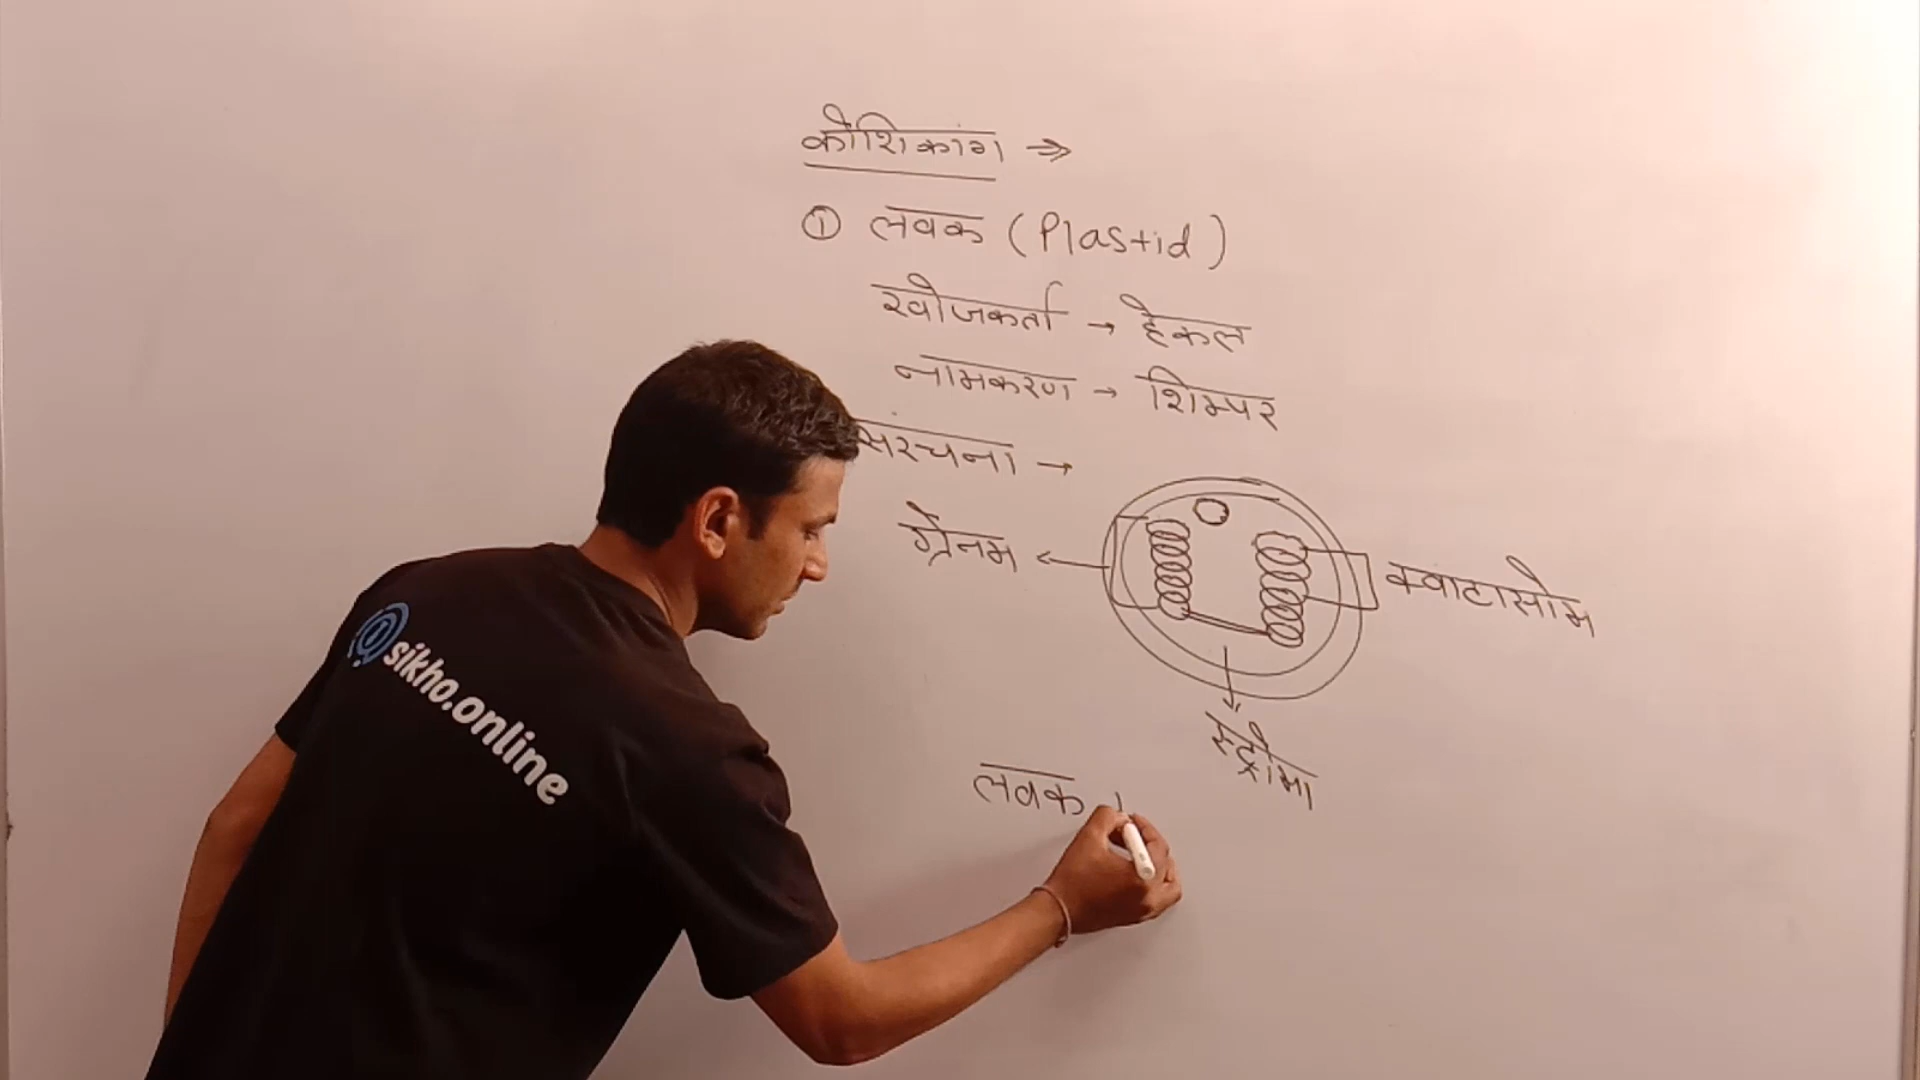 कोशिकांग ⇒
① लवक (Plastid)
खोजकर्ता → हेकल
नामकरण → शिम्पर
संरचना →
ग्रेनम ←
क्वाटासोम
स्ट्रोमा
लवक
sikho.online